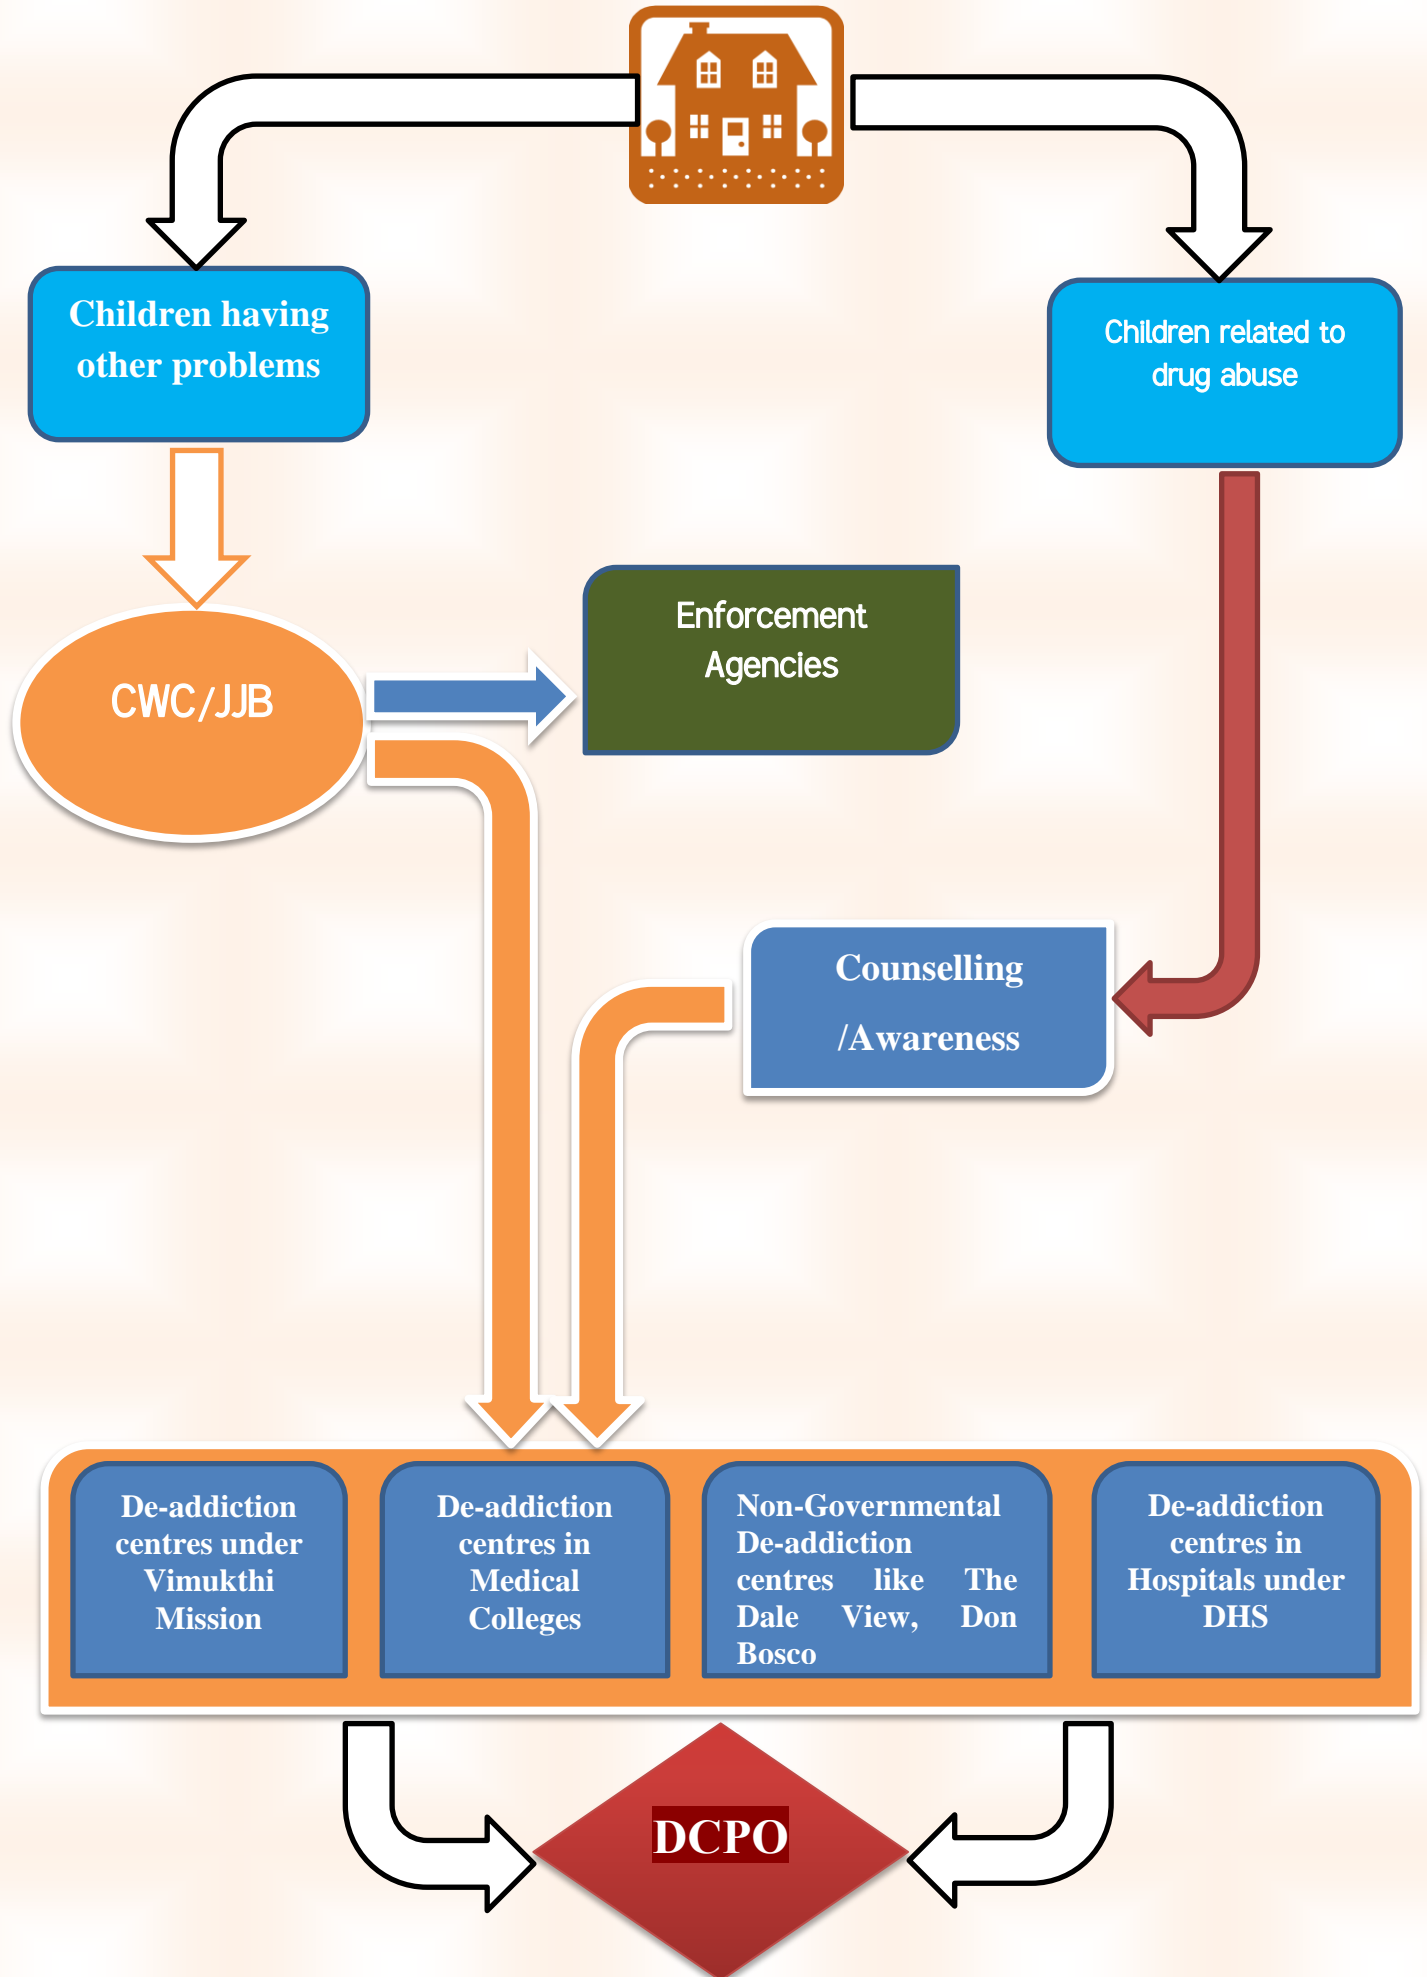 Children having
other problems
Children related to
drug abuse
Enforcement
Agencies
CWC/JJB
Counselling
/Awareness
De-addiction
centres under
Vimukthi
Mission
De-addiction
centres in
Medical
Colleges
Non-Governmental
De-addiction
centres like The
Dale View, Don
Bosco
De-addiction
centres in
Hospitals under
DHS
DCPO